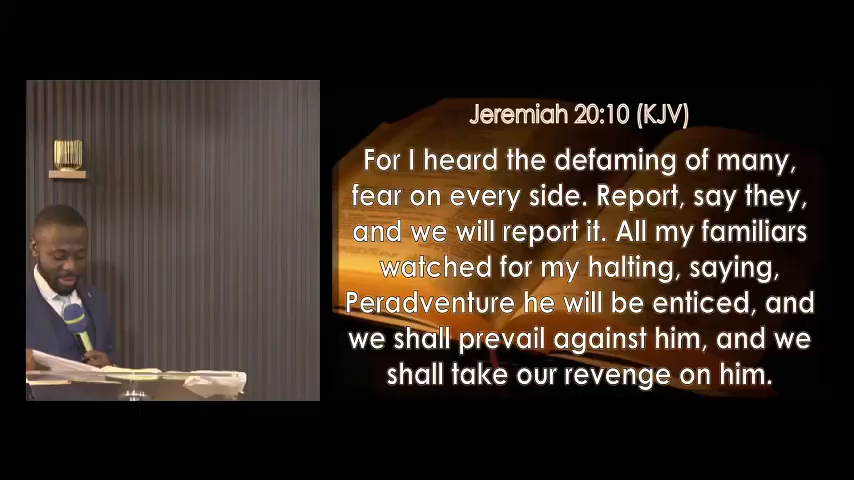 Jeremiah 20:10 (KJV)
For I heard the defaming of many,
fear on every side. Report, say they,
and we will report it. All my familiars
watched for my halting, saying,
Peradventure he will be enticed, and
we shall prevail against him, and we
shall take our revenge on him.